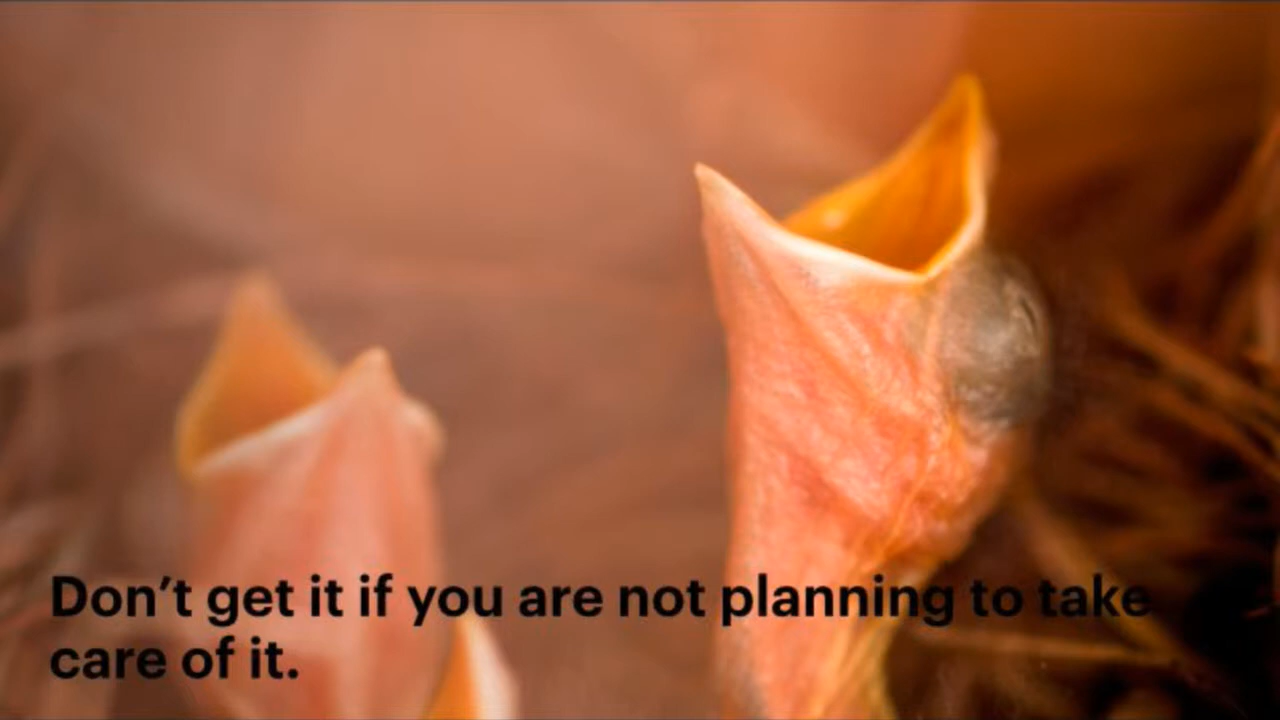 Don’t get it if you are not planning to take
care of it.